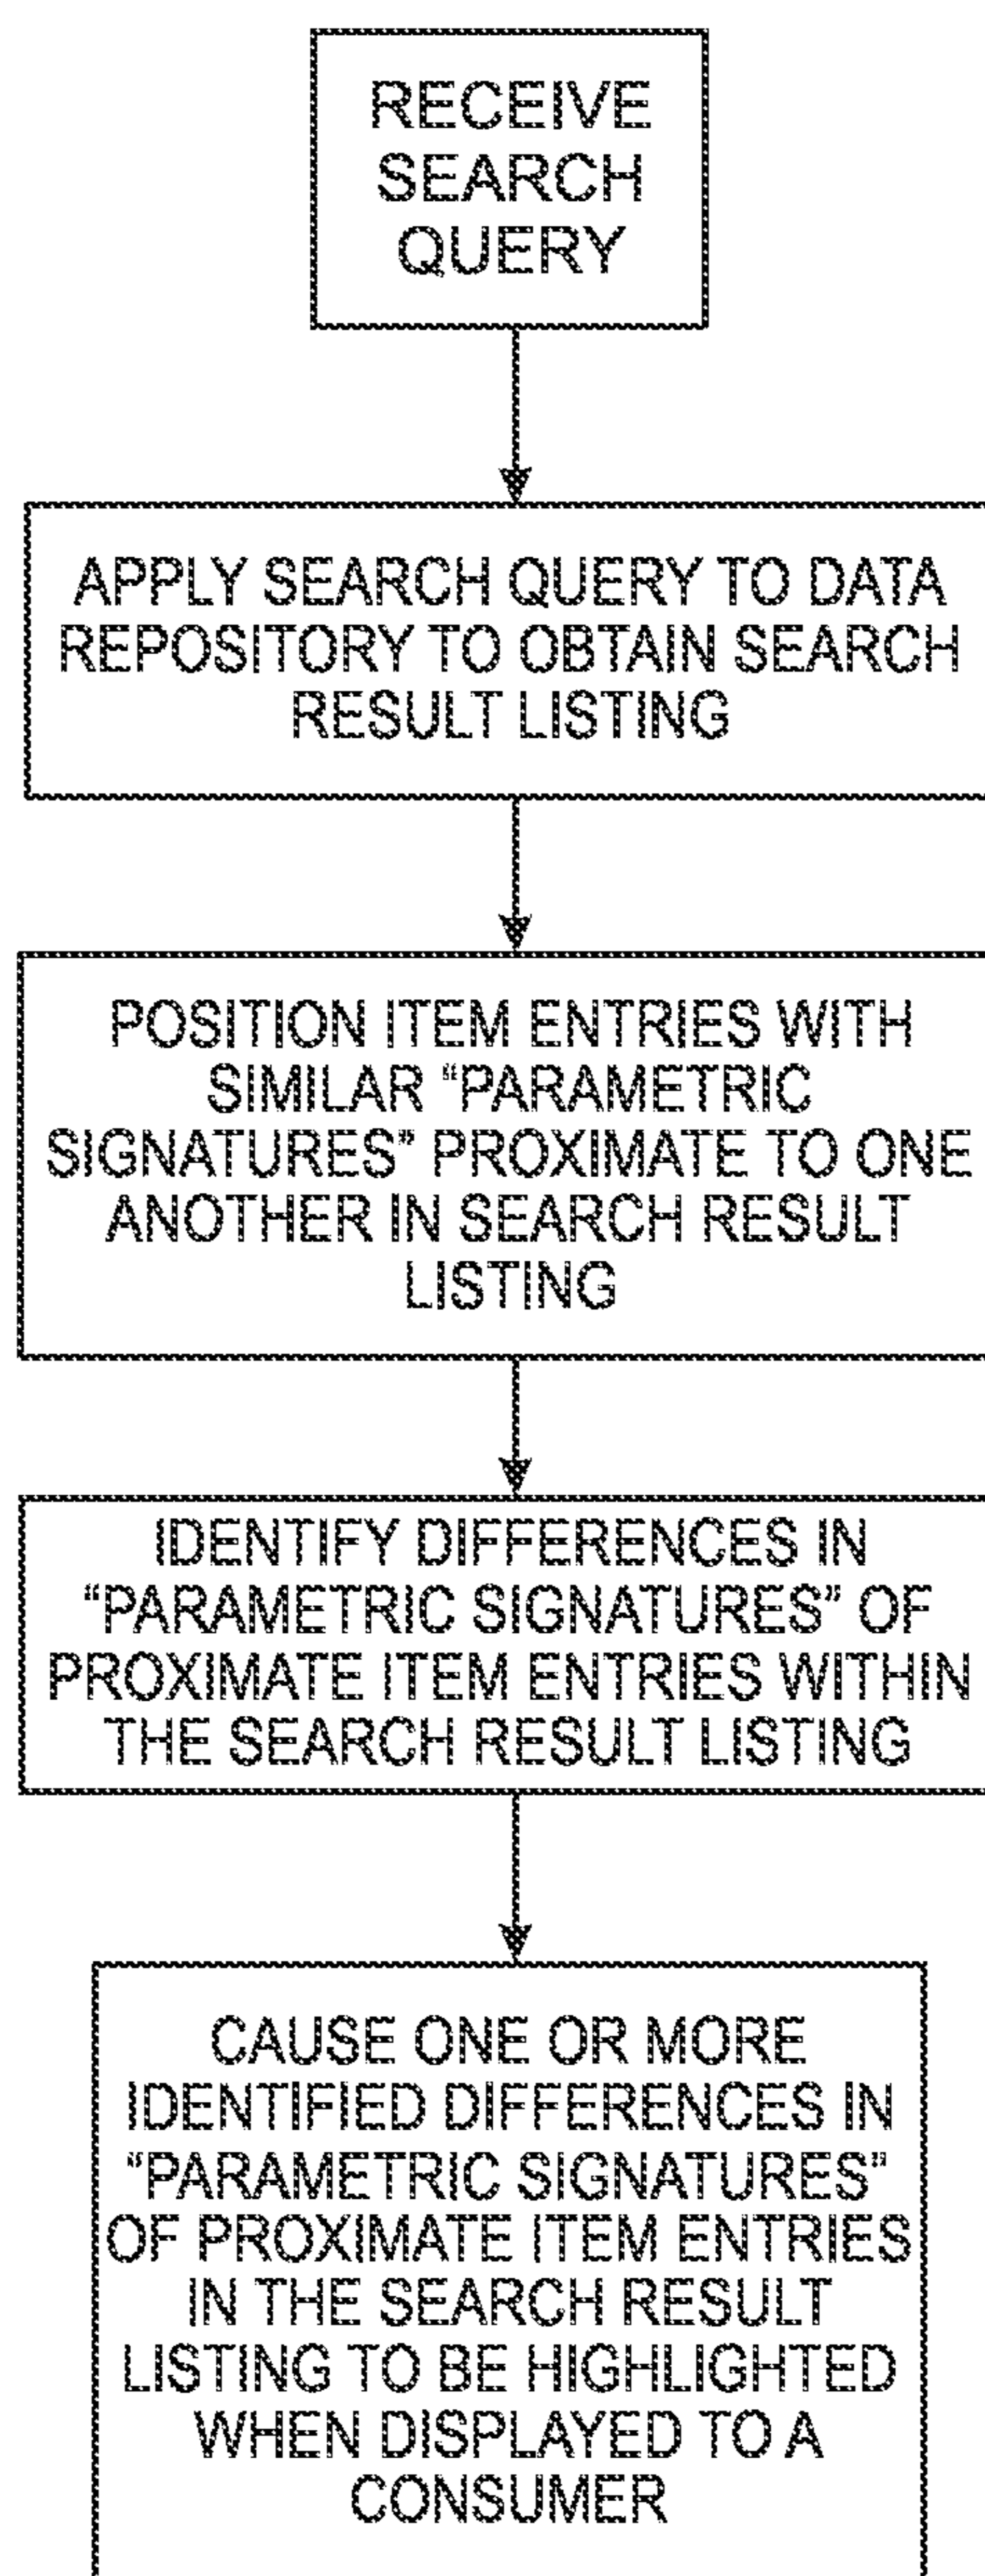 RECEIVE
SEARCH
QUERY
APPLY SEARCH QUERY TO DATA
REPOSITORY TO OBTAIN SEARCH
RESULT LISTING
POSITION ITEM ENTRIES WITH
SIMILAR “PARAMETRIC
SIGNATURES” PROXIMATE TO ONE
ANOTHER IN SEARCH RESULT
LISTING
IDENTIFY DIFFERENCES IN
“PARAMETRIC SIGNATURES” OF
PROXIMATE ITEM ENTRIES WITHIN
THE SEARCH RESULT LISTING
CAUSE ONE OR MORE
IDENTIFIED DIFFERENCES IN
“PARAMETRIC SIGNATURES”
OF PROXIMATE ITEM ENTRIES
IN THE SEARCH RESULT
LISTING TO BE HIGHLIGHTED
WHEN DISPLAYED TO A
CONSUMER